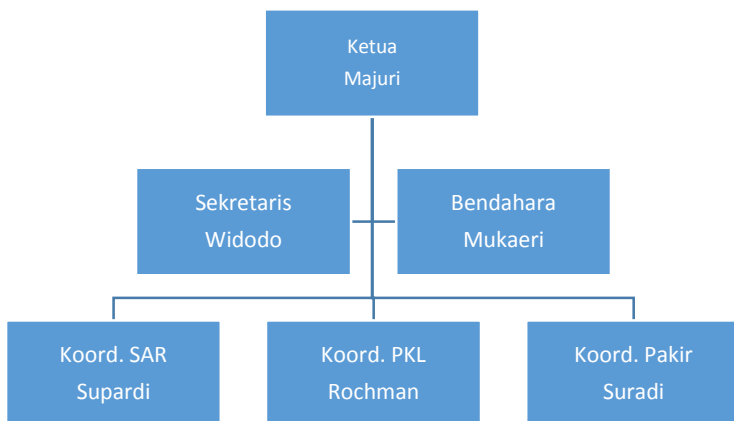 Ketua
Majuri
Sekretaris
Widodo
Bendahara
Mukaeri
Koord. SAR
Supardi
Koord. PKL
Rochman
Koord. Pakir
Suradi